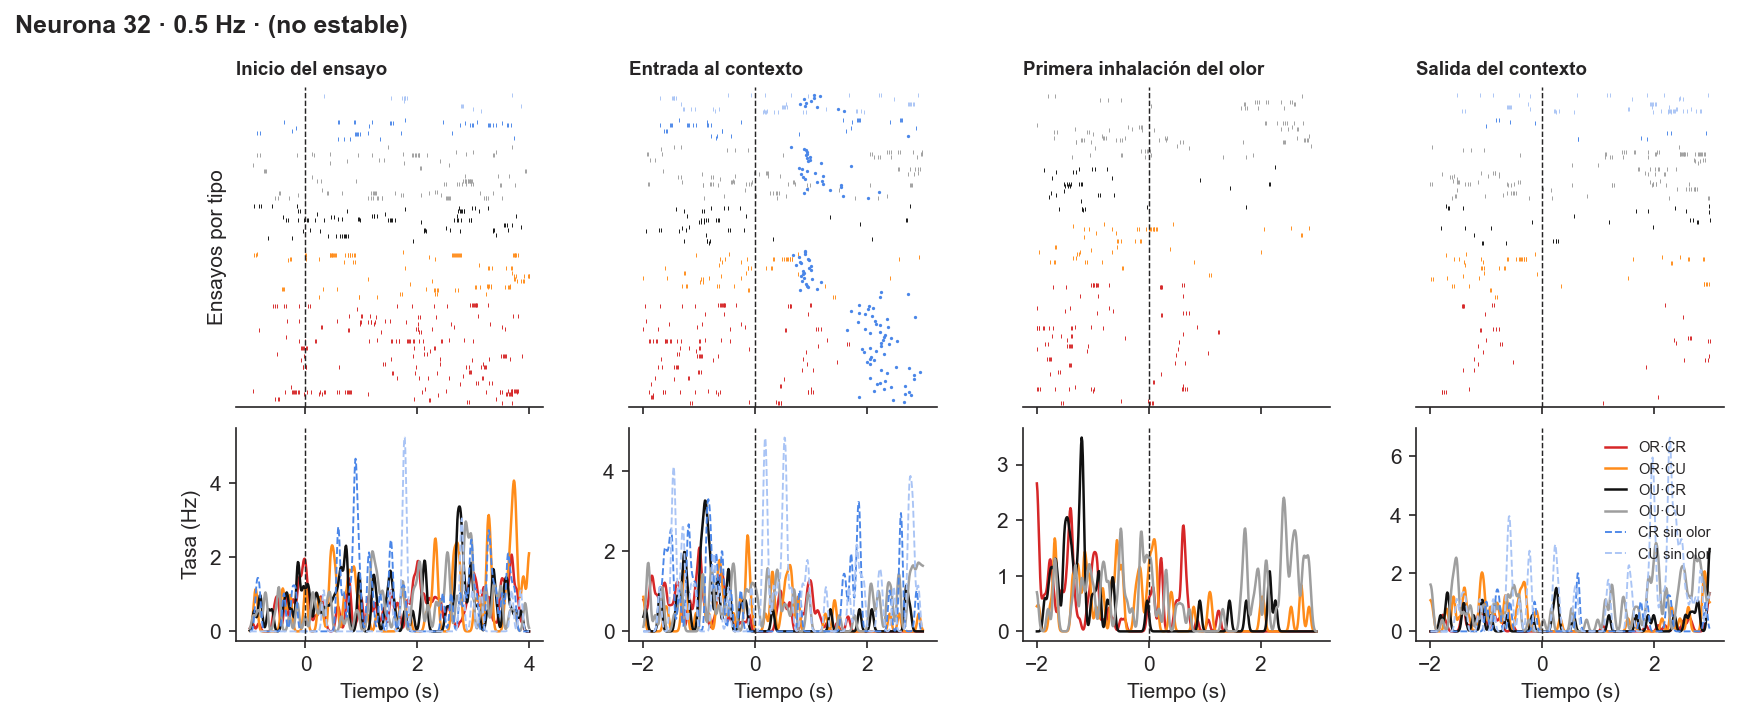 Neurona 32 · 0.5 Hz · (no estable)
Inicio del ensayo
Entrada al contexto
Primera inhalación del olor
Salida del contexto
Ensayos por tipo
Tasa (Hz)
4
2
0
0
2
4
Tiempo (s)
4
2
0
−2
0
2
Tiempo (s)
3
2
1
0
−2
0
2
Tiempo (s)
6
4
2
0
−2
0
2
Tiempo (s)
OR·CR
OR·CU
OU·CR
OU·CU
CR sin olor
CU sin olor